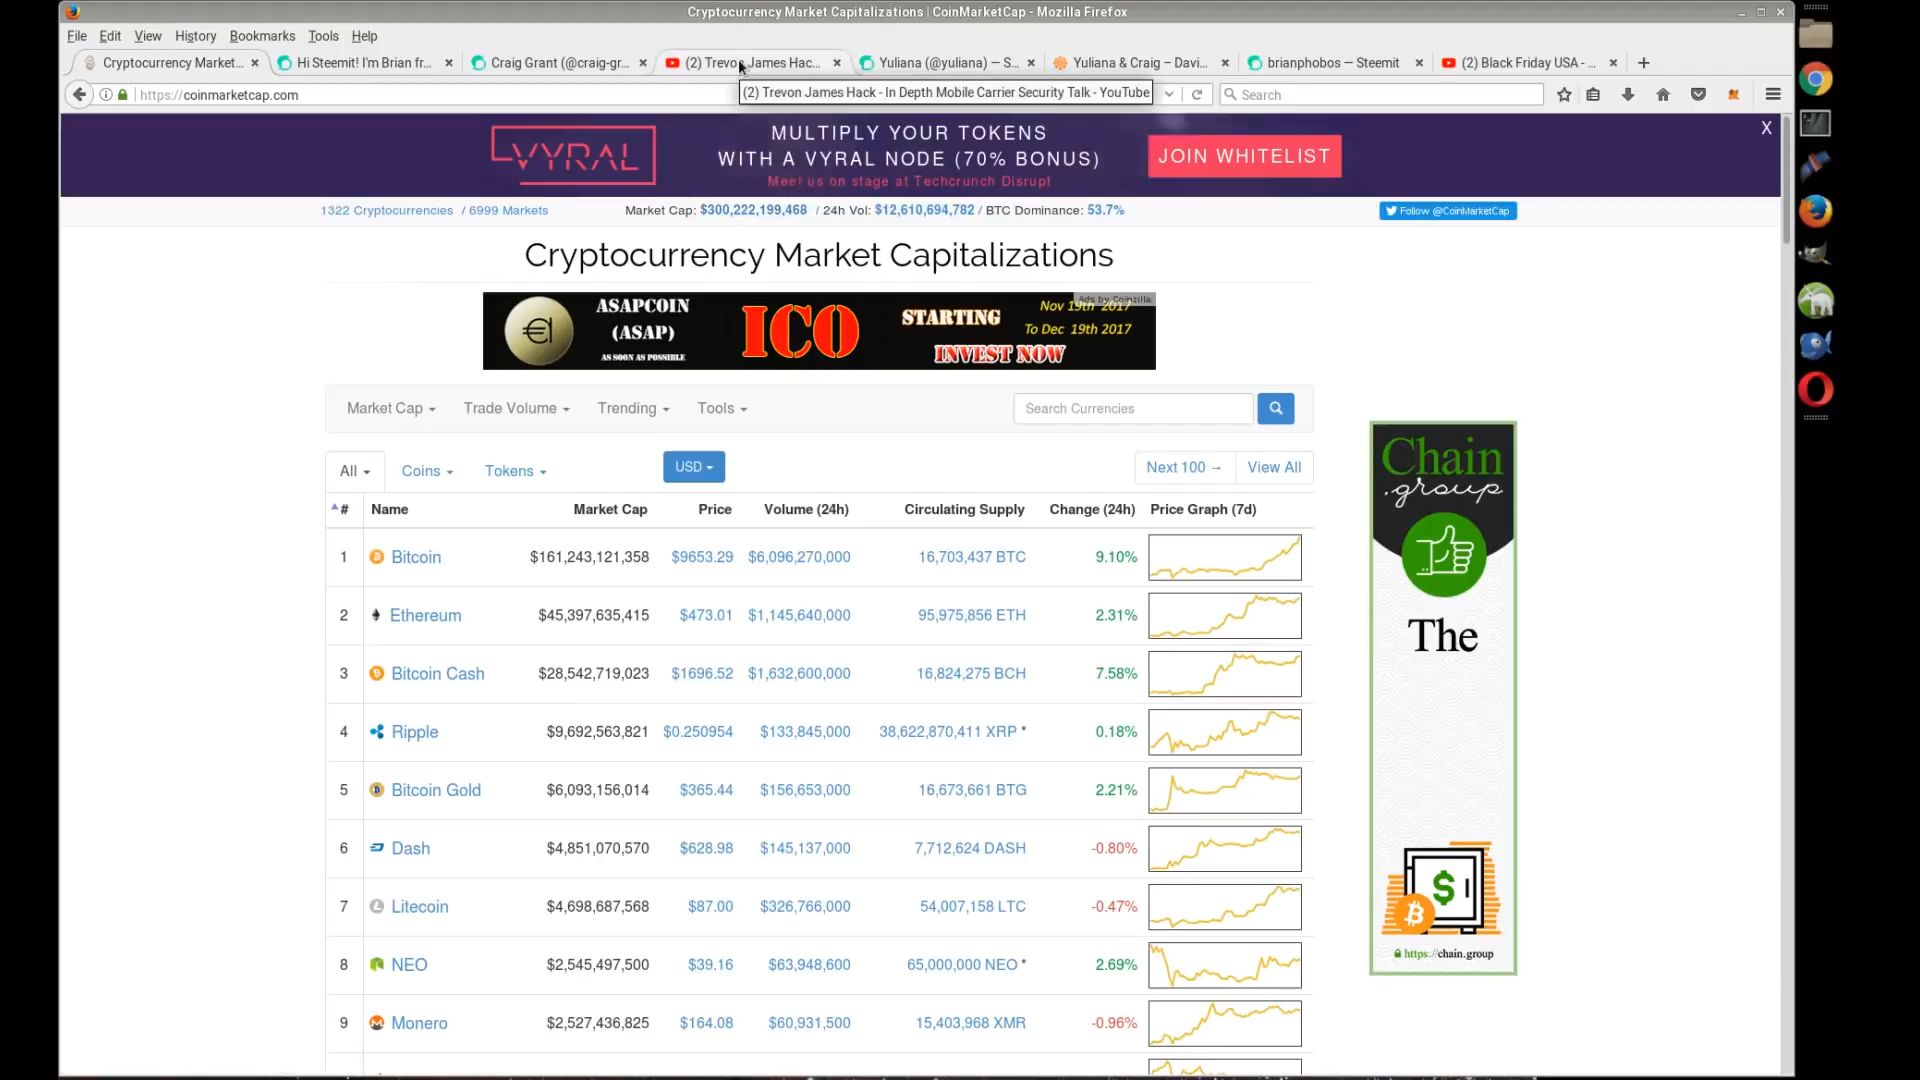 Cryptocurrency Market Capitalizations | CoinMarketCap - Mozilla Firefox
File Edit View History Bookmarks Tools Help
Cryptocurrency Market... Hi Steemit! I'm Brian fr... Craig Grant (@craig-gr... (2) Trevon James Hac... Yuliana (@yuliana) — S... Yuliana & Craig – Davi... brianphobos — Steemit (2) Black Friday USA - ...
https://coinmarketcap.com
(2) Trevon James Hack - In Depth Mobile Carrier Security Talk - YouTube
Search
VYRAL
MULTIPLY YOUR TOKENS
WITH A VYRAL NODE (70% BONUS)
Meet us on stage at Techcrunch Disrupt
JOIN WHITELIST
X
1322 Cryptocurrencies / 6999 Markets
Market Cap: $300,222,199,468 / 24h Vol: $12,610,694,782 / BTC Dominance: 53.7%
Follow @CoinMarketCap
Cryptocurrency Market Capitalizations
ASAPCOIN
(ASAP)
AS SOON AS POSSIBLE
ICO
STARTING
INVEST NOW
Ads by Coinzilla
Nov 19th 2017
To Dec 19th 2017
Market Cap Trade Volume Trending Tools
Search Currencies
All Coins Tokens
USD
Next 100 → View All
# Name Market Cap Price Volume (24h) Circulating Supply Change (24h) Price Graph (7d)
1 Bitcoin $161,243,121,358 $9653.29 $6,096,270,000 16,703,437 BTC 9.10%
2 Ethereum $45,397,635,415 $473.01 $1,145,640,000 95,975,856 ETH 2.31%
3 Bitcoin Cash $28,542,719,023 $1696.52 $1,632,600,000 16,824,275 BCH 7.58%
4 Ripple $9,692,563,821 $0.250954 $133,845,000 38,622,870,411 XRP * 0.18%
5 Bitcoin Gold $6,093,156,014 $365.44 $156,653,000 16,673,661 BTG 2.21%
6 Dash $4,851,070,570 $628.98 $145,137,000 7,712,624 DASH -0.80%
7 Litecoin $4,698,687,568 $87.00 $326,766,000 54,007,158 LTC -0.47%
8 NEO $2,545,497,500 $39.16 $63,948,600 65,000,000 NEO * 2.69%
9 Monero $2,527,436,825 $164.08 $60,931,500 15,403,968 XMR -0.96%
Chain
.group
The
https://chain.group